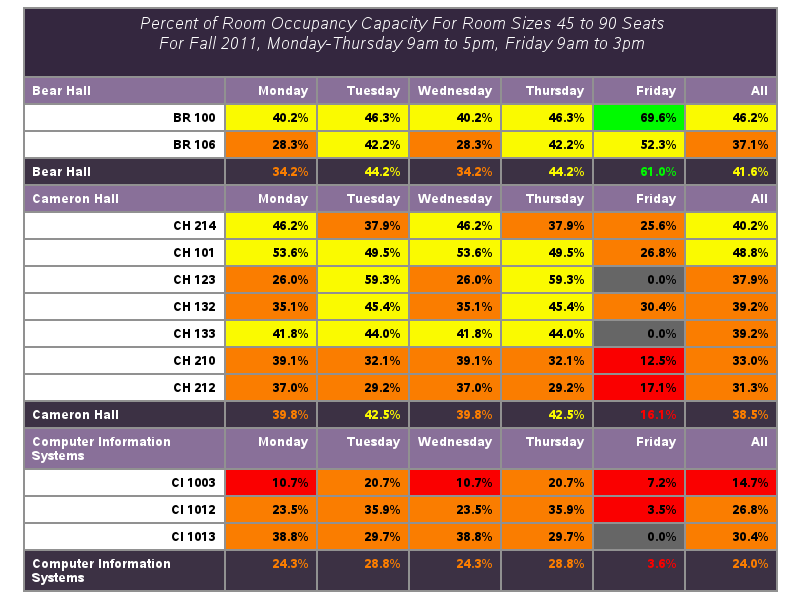 Percent of Room Occupancy Capacity For Room Sizes 45 to 90 Seats
For Fall 2011, Monday-Thursday 9am to 5pm, Friday 9am to 3pm
Bear Hall Monday Tuesday Wednesday Thursday Friday All
BR 100 40.2% 46.3% 40.2% 46.3% 69.6% 46.2%
BR 106 28.3% 42.2% 28.3% 42.2% 52.3% 37.1%
Bear Hall 34.2% 44.2% 34.2% 44.2% 61.0% 41.6%
Cameron Hall Monday Tuesday Wednesday Thursday Friday All
CH 214 46.2% 37.9% 46.2% 37.9% 25.6% 40.2%
CH 101 53.6% 49.5% 53.6% 49.5% 26.8% 48.8%
CH 123 26.0% 59.3% 26.0% 59.3% 0.0% 37.9%
CH 132 35.1% 45.4% 35.1% 45.4% 30.4% 39.2%
CH 133 41.8% 44.0% 41.8% 44.0% 0.0% 39.2%
CH 210 39.1% 32.1% 39.1% 32.1% 12.5% 33.0%
CH 212 37.0% 29.2% 37.0% 29.2% 17.1% 31.3%
Cameron Hall 39.8% 42.5% 39.8% 42.5% 16.1% 38.5%
Computer Information Monday Tuesday Wednesday Thursday Friday All
Systems
CI 1003 10.7% 20.7% 10.7% 20.7% 7.2% 14.7%
CI 1012 23.5% 35.9% 23.5% 35.9% 3.5% 26.8%
CI 1013 38.8% 29.7% 38.8% 29.7% 0.0% 30.4%
Computer Information 24.3% 28.8% 24.3% 28.8% 3.6% 24.0%
Systems